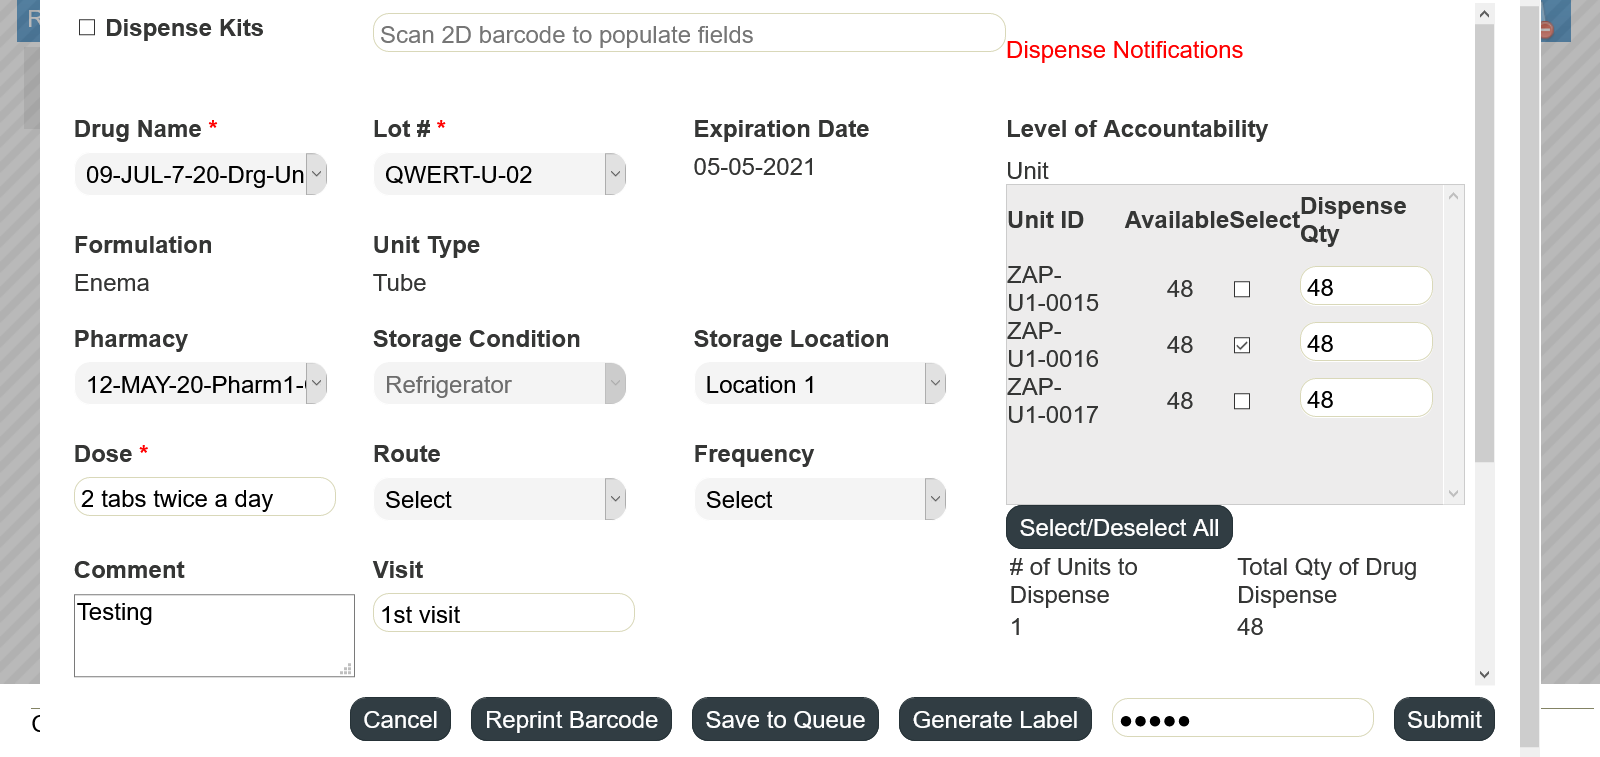 R
Dispense Kits
Scan 2D barcode to populate fields
Dispense Notifications
Drug Name *
Lot # *
Expiration Date
Level of Accountability
09-JUL-7-20-Drg-Un
QWERT-U-02
05-05-2021
Unit
Unit ID
Available
Select
Dispense
Qty
Formulation
Unit Type
Enema
Tube
ZAP-
U1-0015
48
48
ZAP-
U1-0016
48
48
ZAP-
U1-0017
48
48
Pharmacy
Storage Condition
Storage Location
12-MAY-20-Pharm1-
Refrigerator
Location 1
Dose *
Route
Frequency
2 tabs twice a day
Select
Select
Select/Deselect All
Comment
Visit
# of Units to
Dispense
1
Total Qty of Drug
Dispense
48
Testing
1st visit
Cancel
Reprint Barcode
Save to Queue
Generate Label
●●●●●
Submit